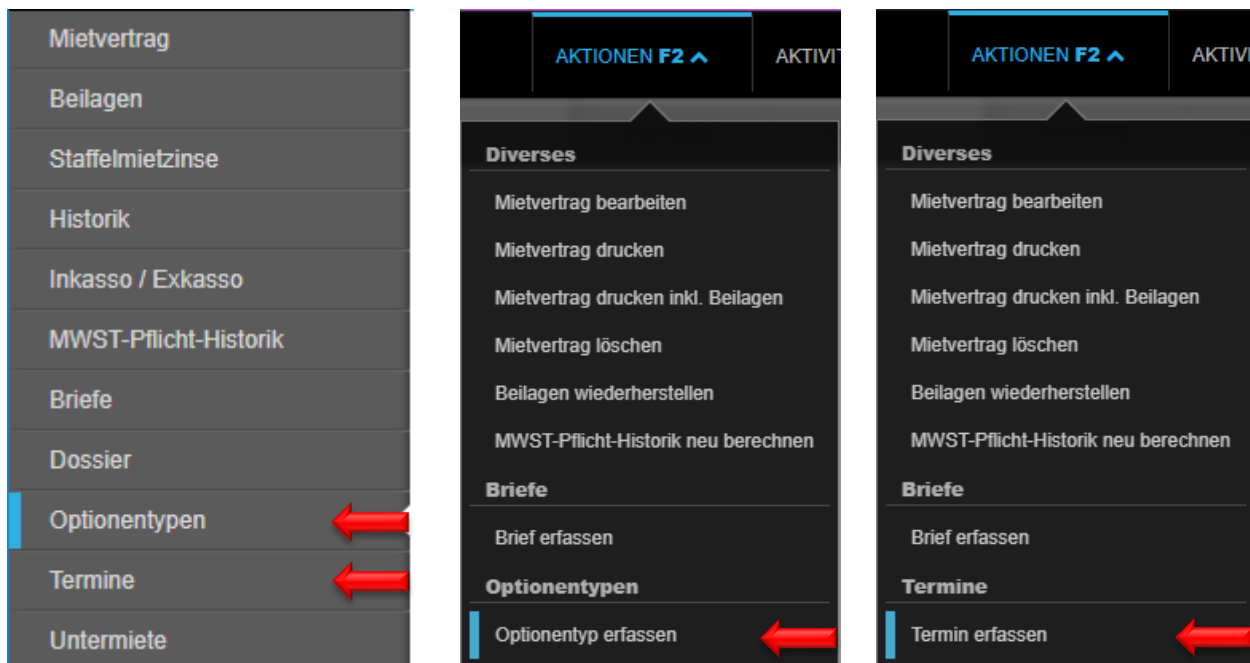 Mietvertrag
Beilagen
Staffelmietzinse
Historik
Inkasso / Exkasso
MWST-Pflicht-Historik
Briefe
Dossier
Optionentypen
Termine
Untermiete
AKTIONEN F2 AKTIVIT
Diverses
Mietvertrag bearbeiten
Mietvertrag drucken
Mietvertrag drucken inkl. Beilagen
Mietvertrag löschen
Beilagen wiederherstellen
MWST-Pflicht-Historik neu berechnen
Briefe
Brief erfassen
Optionentypen
Optionentyp erfassen
AKTIONEN F2 AKTIVI
Diverses
Mietvertrag bearbeiten
Mietvertrag drucken
Mietvertrag drucken inkl. Beilagen
Mietvertrag löschen
Beilagen wiederherstellen
MWST-Pflicht-Historik neu berechnen
Briefe
Brief erfassen
Termine
Termin erfassen